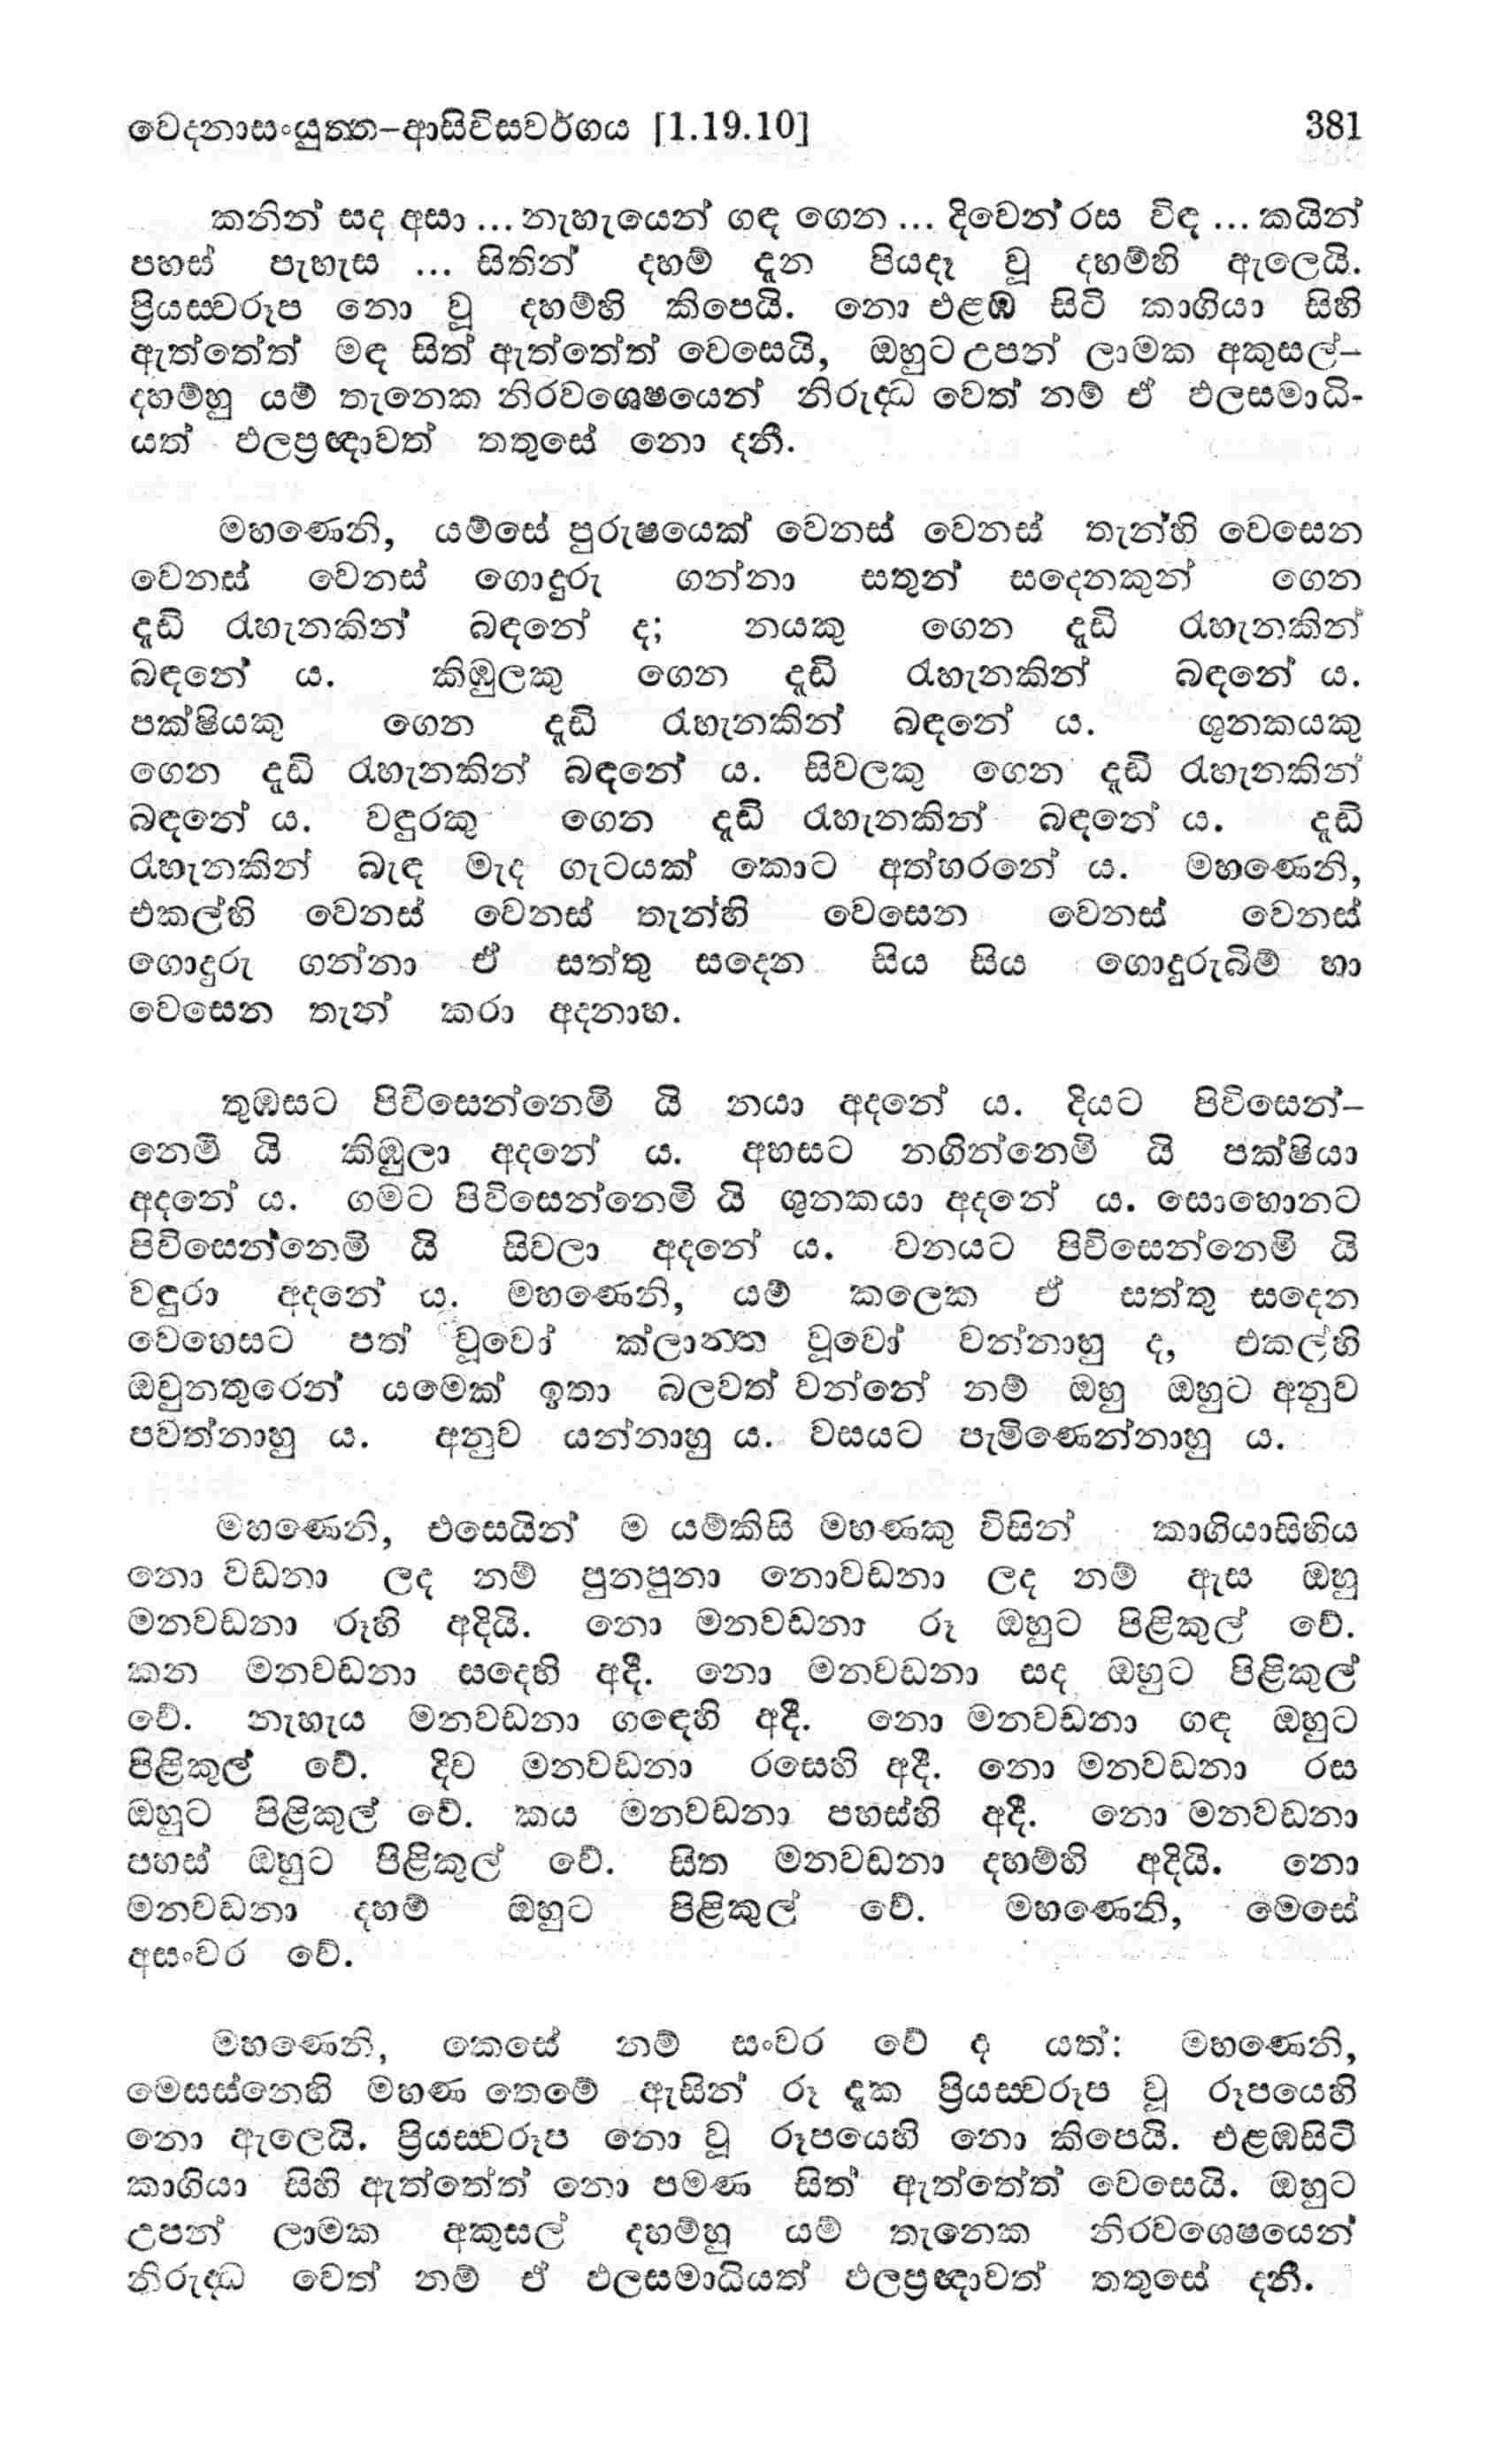 වෙදනාසංයුත්ත–ආසිවිසවර්ගය [1.19.10] 381
කනින් සද අසා ... නැහැයෙන් ගඳ ගෙන ... දිවෙන් රස විඳ ... කයින්
පහස් පැහැස ... සිතින් දහම් දැන පියදෑ වූ දහම්හි ඇලෙයි.
ප්‍රියස්වරූප නො වූ දහම්හි කිපෙයි. නො එළඹ සිටි කාගියා සිහි
ඇත්තේත් මඳ සිත් ඇත්තේත් වෙසෙයි, ඔහුට උපන් ලාමක අකුසල්–
දහම්හු යම් තැනෙක නිරවශෙෂයෙන් නිරුද්ධ වෙත් නම් ඒ ඵලසමාධි-
යත් ඵලප්‍රඥාවත් තතුසේ නො දනී.
මහණෙනි, යම්සේ පුරුෂයෙක් වෙනස් වෙනස් තැන්හි වෙසෙන
වෙනස් වෙනස් ගොදුරු ගන්නා සතුන් සදෙනකුන් ගෙන
දැඩි රැහැනකින් බඳනේ ද; නයකු ගෙන දැඩි රැහැනකින්
බඳනේ ය. කිඹුලකු ගෙන දැඩි රැහැනකින් බඳනේ ය.
පක්ෂියකු ගෙන දැඩි රැහැනකින් බඳනේ ය. ශුනකයකු
ගෙන දැඩි රැහැනකින් බඳනේ ය. සිවලකු ගෙන දැඩි රැහැනකින්
බඳනේ ය. වඳුරකු ගෙන දැඩි රැහැනකින් බඳනේ ය. දැඩි
රැහැනකින් බැඳ මැද ගැටයක් කොට අත්හරනේ ය. මහණෙනි,
එකල්හි වෙනස් වෙනස් තැන්හි වෙසෙන වෙනස් වෙනස්
ගොදුරු ගන්නා ඒ සත්තු සදෙන සිය සිය ගොදුරුබිම් හා
වෙසෙන තැන් කරා අදනාහ.
තුඹසට පිවිසෙන්නෙමි යි නයා අදනේ ය. දියට පිවිසෙන්–
නෙමි යි කිඹුලා අදනේ ය. අහසට නගින්නෙමි යි පක්ෂියා
අදනේ ය. ගමට පිවිසෙන්නෙමි යි ශුනකයා අදනේ ය. සොහොනට
පිවිසෙන්නෙමි යි සිවලා අදනේ ය. වනයට පිවිසෙන්නෙමි යි
වඳුරා අදනේ ය. මහණෙනි, යම් කලෙක ඒ සත්තු සදෙන
වෙහෙසට පත් වූවෝ ක්ලාන්ත වූවෝ වන්නාහු ද, එකල්හි
ඔවුනතුරෙන් යමෙක් ඉතා බලවත් වන්නේ නම් ඔහු ඔහුට අනුව
පවත්නාහු ය. අනුව යන්නාහු ය. වසයට පැමිණෙන්නාහු ය.
මහණෙනි, එසෙයින් ම යම්කිසි මහණකු විසින් කාගියාසිහිය
නො වඩනා ලද නම් පුනපුනා නොවඩනා ලද නම් ඇස ඔහු
මනවඩනා රූහි අදියි. නො මනවඩනා රූ ඔහුට පිළිකුල් වේ.
කන මනවඩනා සදෙහි අදී. නො මනවඩනා සද ඔහුට පිළිකුල්
වේ. නැහැය මනවඩනා ගඳෙහි අදී. නො මනවඩනා ගඳ ඔහුට
පිළිකුල් වේ. දිව මනවඩනා රසෙහි අදී. නො මනවඩනා රස
ඔහුට පිළිකුල් වේ. කය මනවඩනා පහස්හි අදී. නො මනවඩනා
පහස් ඔහුට පිළිකුල් වේ. සිත මනවඩනා දහම්හි අදියි. නො
මනවඩනා දහම් ඔහුට පිළිකුල් වේ. මහණෙනි, මෙසේ
අසංවර වේ.
මහණෙනි, කෙසේ නම් සංවර වේ ද යත්: මහණෙනි,
මෙසස්නෙහි මහණ තෙමේ ඇසින් රූ දැක ප්‍රියස්වරූප වූ රූපයෙහි
නො ඇලෙයි. ප්‍රියස්වරූප නො වූ රූපයෙහි නො කිපෙයි. එළඹසිටි
කාගියා සිහි ඇත්තේත් නො පමණ සිත් ඇත්තේත් වෙසෙයි. ඔහුට
උපන් ලාමක අකුසල් දහම්හු යම් තැනෙක නිරවශෙෂයෙන්
නිරුද්ධ වෙත් නම් ඒ ඵලසමාධියත් ඵලප්‍රඥාවත් තතුසේ දනී.